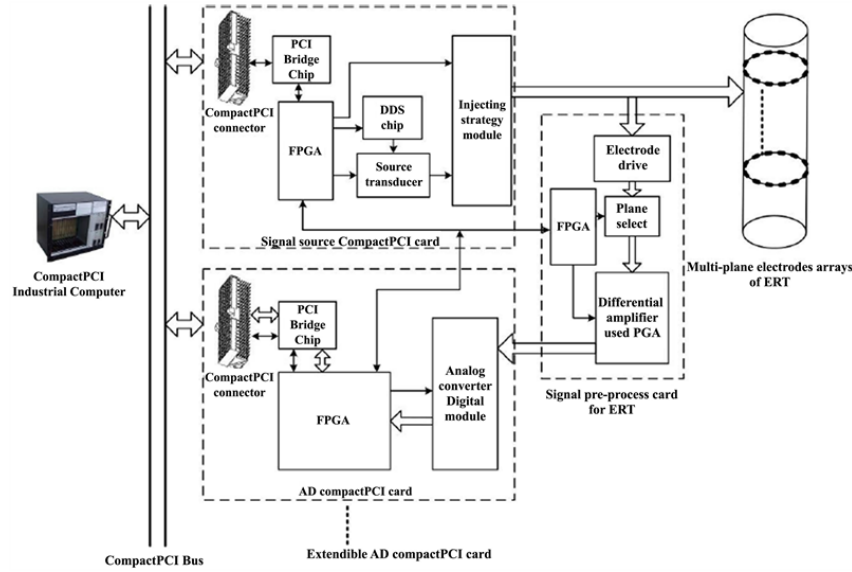 PCI
Bridge
Chip
CompactPCI
connector
FPGA
DDS
chip
Source
transducer
Injecting
strategy
module
Signal source CompactPCI card
Electrode
drive
FPGA
Plane
select
Differential
amplifier
used PGA
Signal pre-process card
for ERT
Multi-plane electrodes arrays
of ERT
CompactPCI
Industrial Computer
PCI
Bridge
Chip
CompactPCI
connector
FPGA
Analog
converter
Digital
module
AD compactPCI card
Extendible AD compactPCI card
CompactPCI Bus